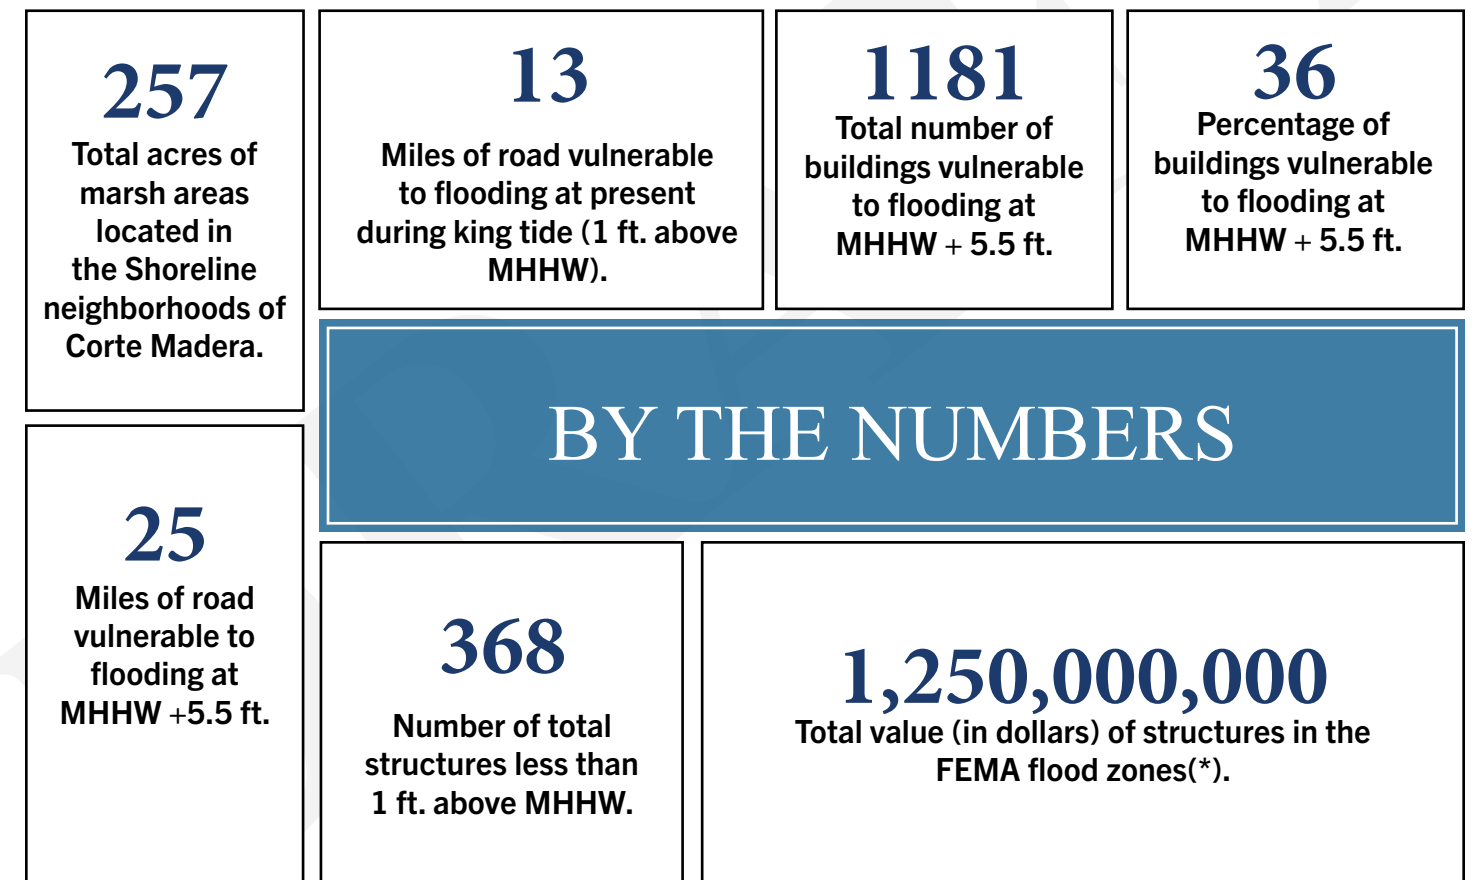 257
Total acres of
marsh areas
located in
the Shoreline
neighborhoods of
Corte Madera.
13
Miles of road vulnerable
to flooding at present
during king tide (1 ft. above
MHHW).
1181
Total number of
buildings vulnerable
to flooding at
MHHW + 5.5 ft.
36
Percentage of
buildings vulnerable
to flooding at
MHHW + 5.5 ft.
BY THE NUMBERS
25
Miles of road
vulnerable to
flooding at
MHHW +5.5 ft.
368
Number of total
structures less than
1 ft. above MHHW.
1,250,000,000
Total value (in dollars) of structures in the
FEMA flood zones(*).